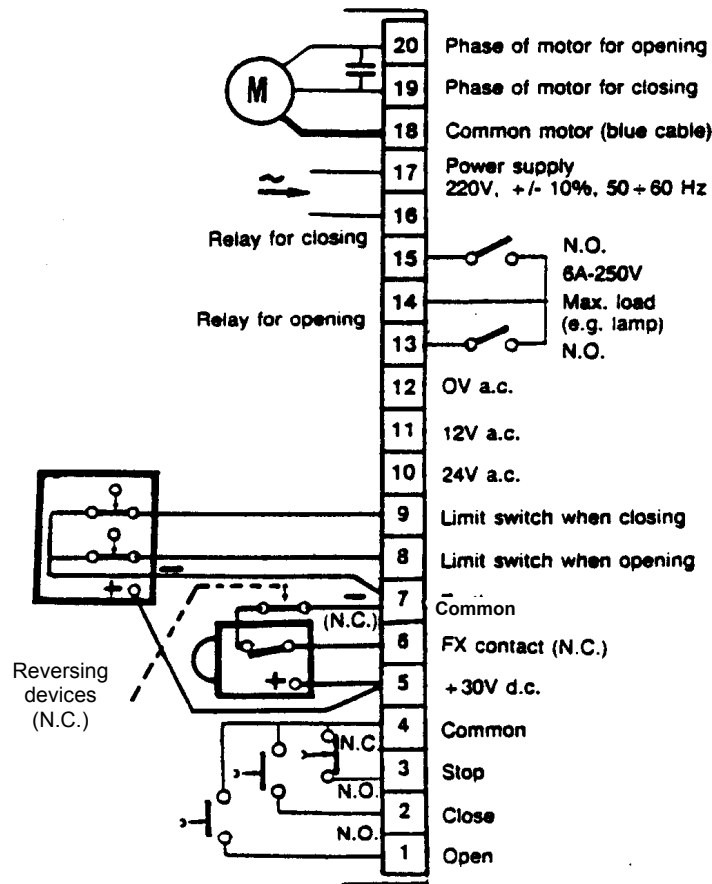 20 Phase of motor for opening
M
19 Phase of motor for closing
18 Common motor (blue cable)
17 Power supply
220V, +/- 10%, 50÷60 Hz
~
16
Relay for closing
15 N.O.
6A-250V
14 Max. load
(e.g. lamp)
Relay for opening
13 N.O.
12 OV a.c.
11 12V a.c.
10 24V a.c.
9 Limit switch when closing
8 Limit switch when opening
−
+
−
7 Common
(N.C.)
6 FX contact (N.C.)
+
5 +30V d.c.
Reversing
devices
(N.C.)
4 Common
N.C.
3 Stop
N.O.
2 Close
N.O.
1 Open